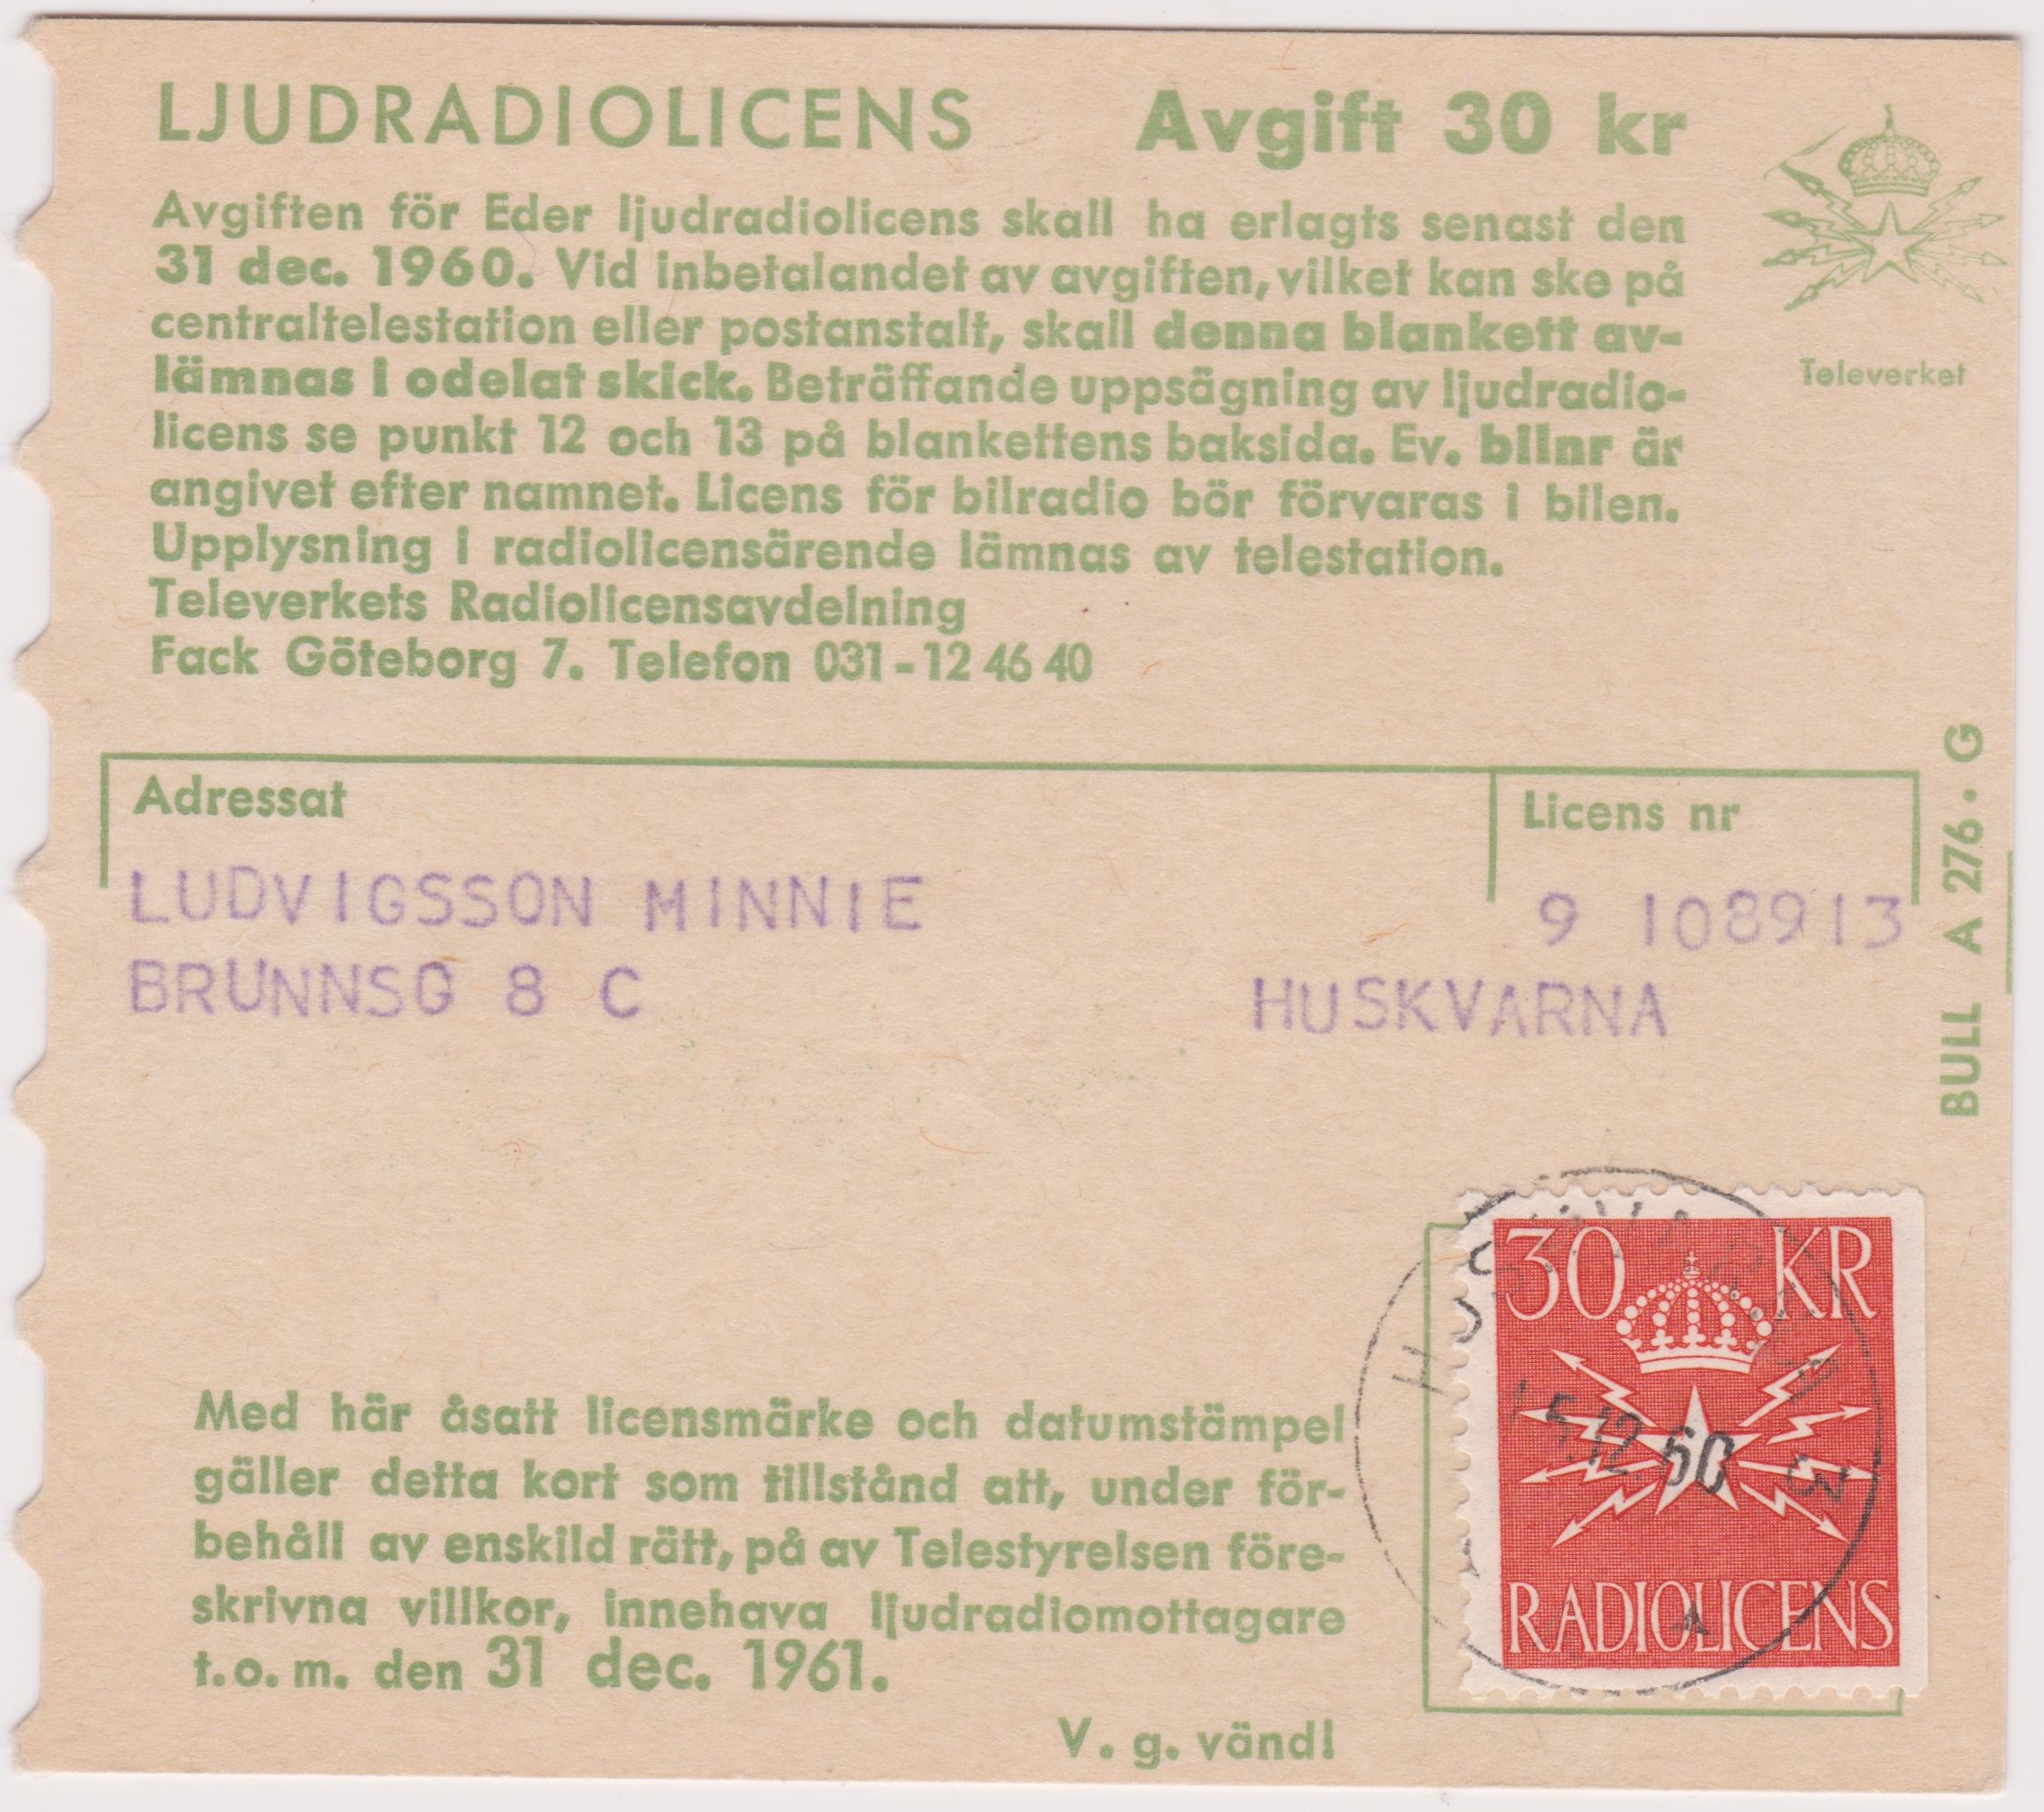 LJUDRADIOLICENS Avgift 30 kr
Avgiften för Eder ljudradiolicens skall ha erlagts senast den
31 dec. 1960. Vid inbetalandet av avgiften, vilket kan ske på
centraltelestation eller postanstalt, skall denna blankett av-
lämnas i odelat skick. Beträffande uppsägning av ljudradio-
licens se punkt 12 och 13 på blankettens baksida. Ev. bilnr är
angivet efter namnet. Licens för bilradio bör förvaras i bilen.
Upplysning i radiolicensärende lämnas av telestation.
Televerkets Radiolicensavdelning
Fack Göteborg 7. Telefon 031-12 46 40
Televerket
Adressat
Licens nr
LUDVIGSSON MINNIE 9 108913
BRUNNSG 8 C HUSKVARNA
BULL A 276. G
Med här åsatt licensmärke och datumstämpel
gäller detta kort som tillstånd att, under för-
behåll av enskild rätt, på av Telestyrelsen före-
skrivna villkor, innehava ljudradiomottagare
t.o.m. den 31 dec. 1961.
V. g. vänd!
30 KR
RADIOLICENS
HUSKVARNA 3
15 12 60
A